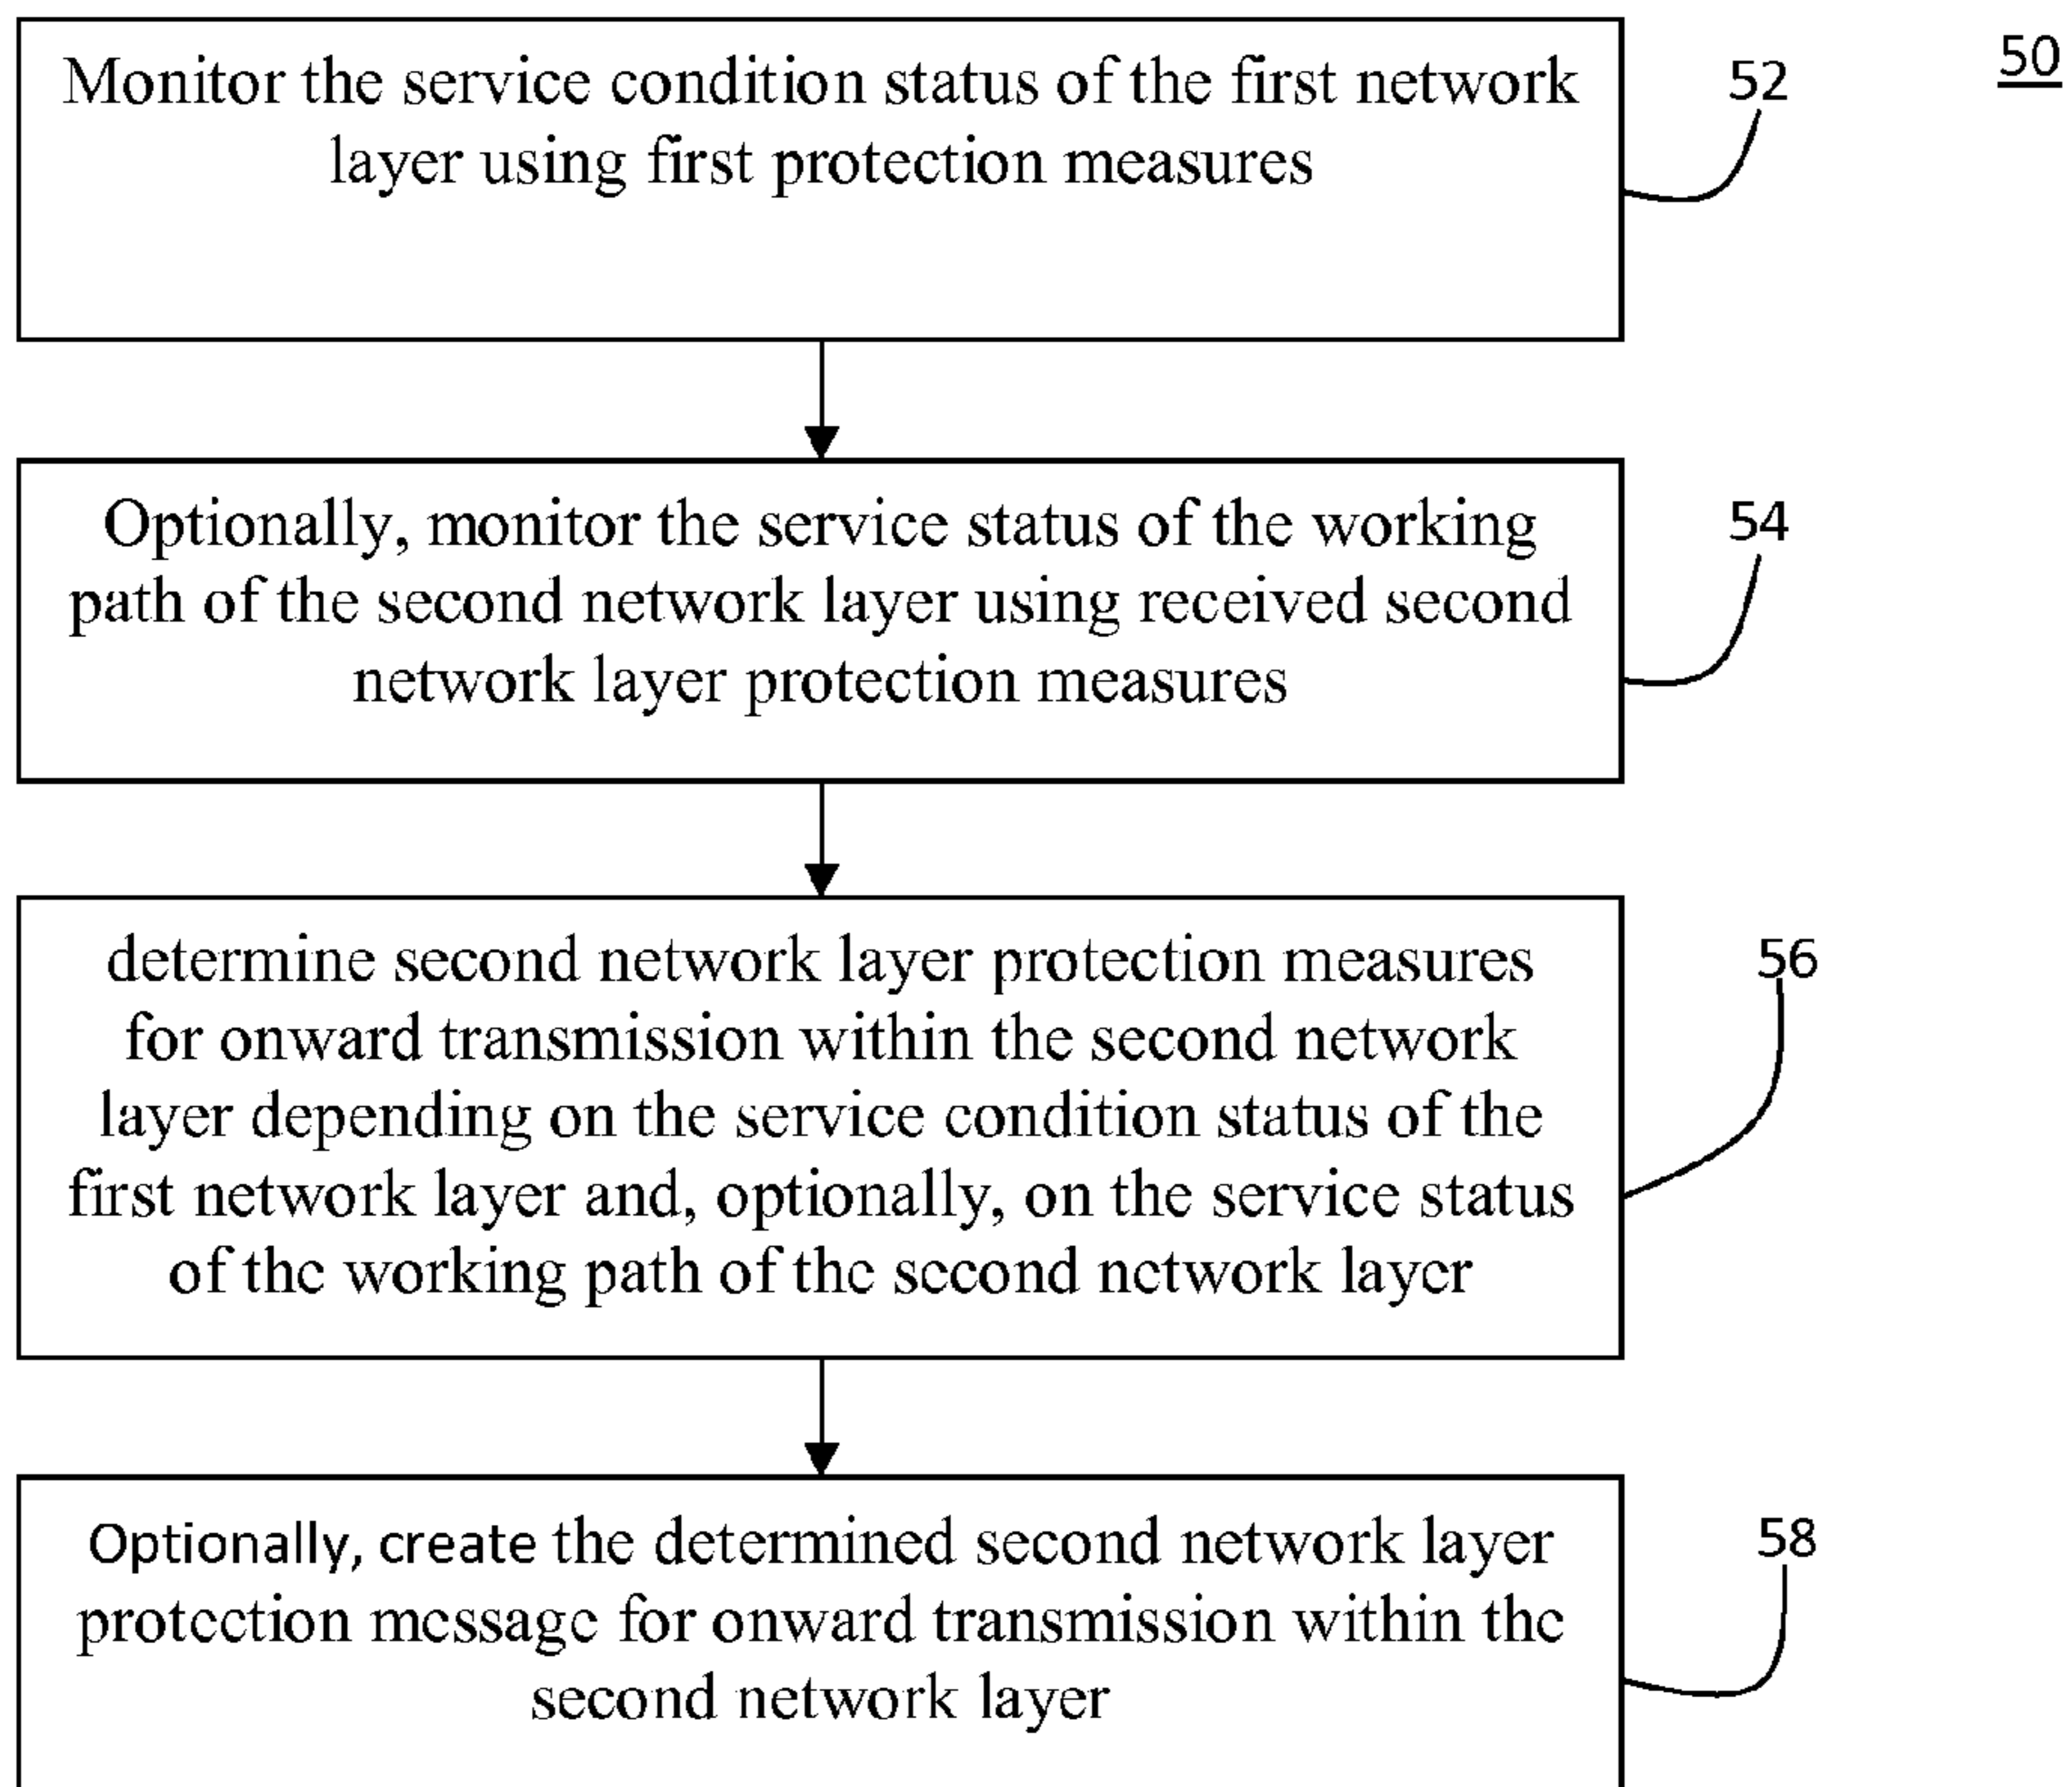 50
Monitor the service condition status of the first network
layer using first protection measures
52
Optionally, monitor the service status of the working
path of the second network layer using received second
network layer protection measures
54
determine second network layer protection measures
for onward transmission within the second network
layer depending on the service condition status of the
first network layer and, optionally, on the service status
of the working path of the second network layer
56
Optionally, create the determined second network layer
protection message for onward transmission within the
second network layer
58